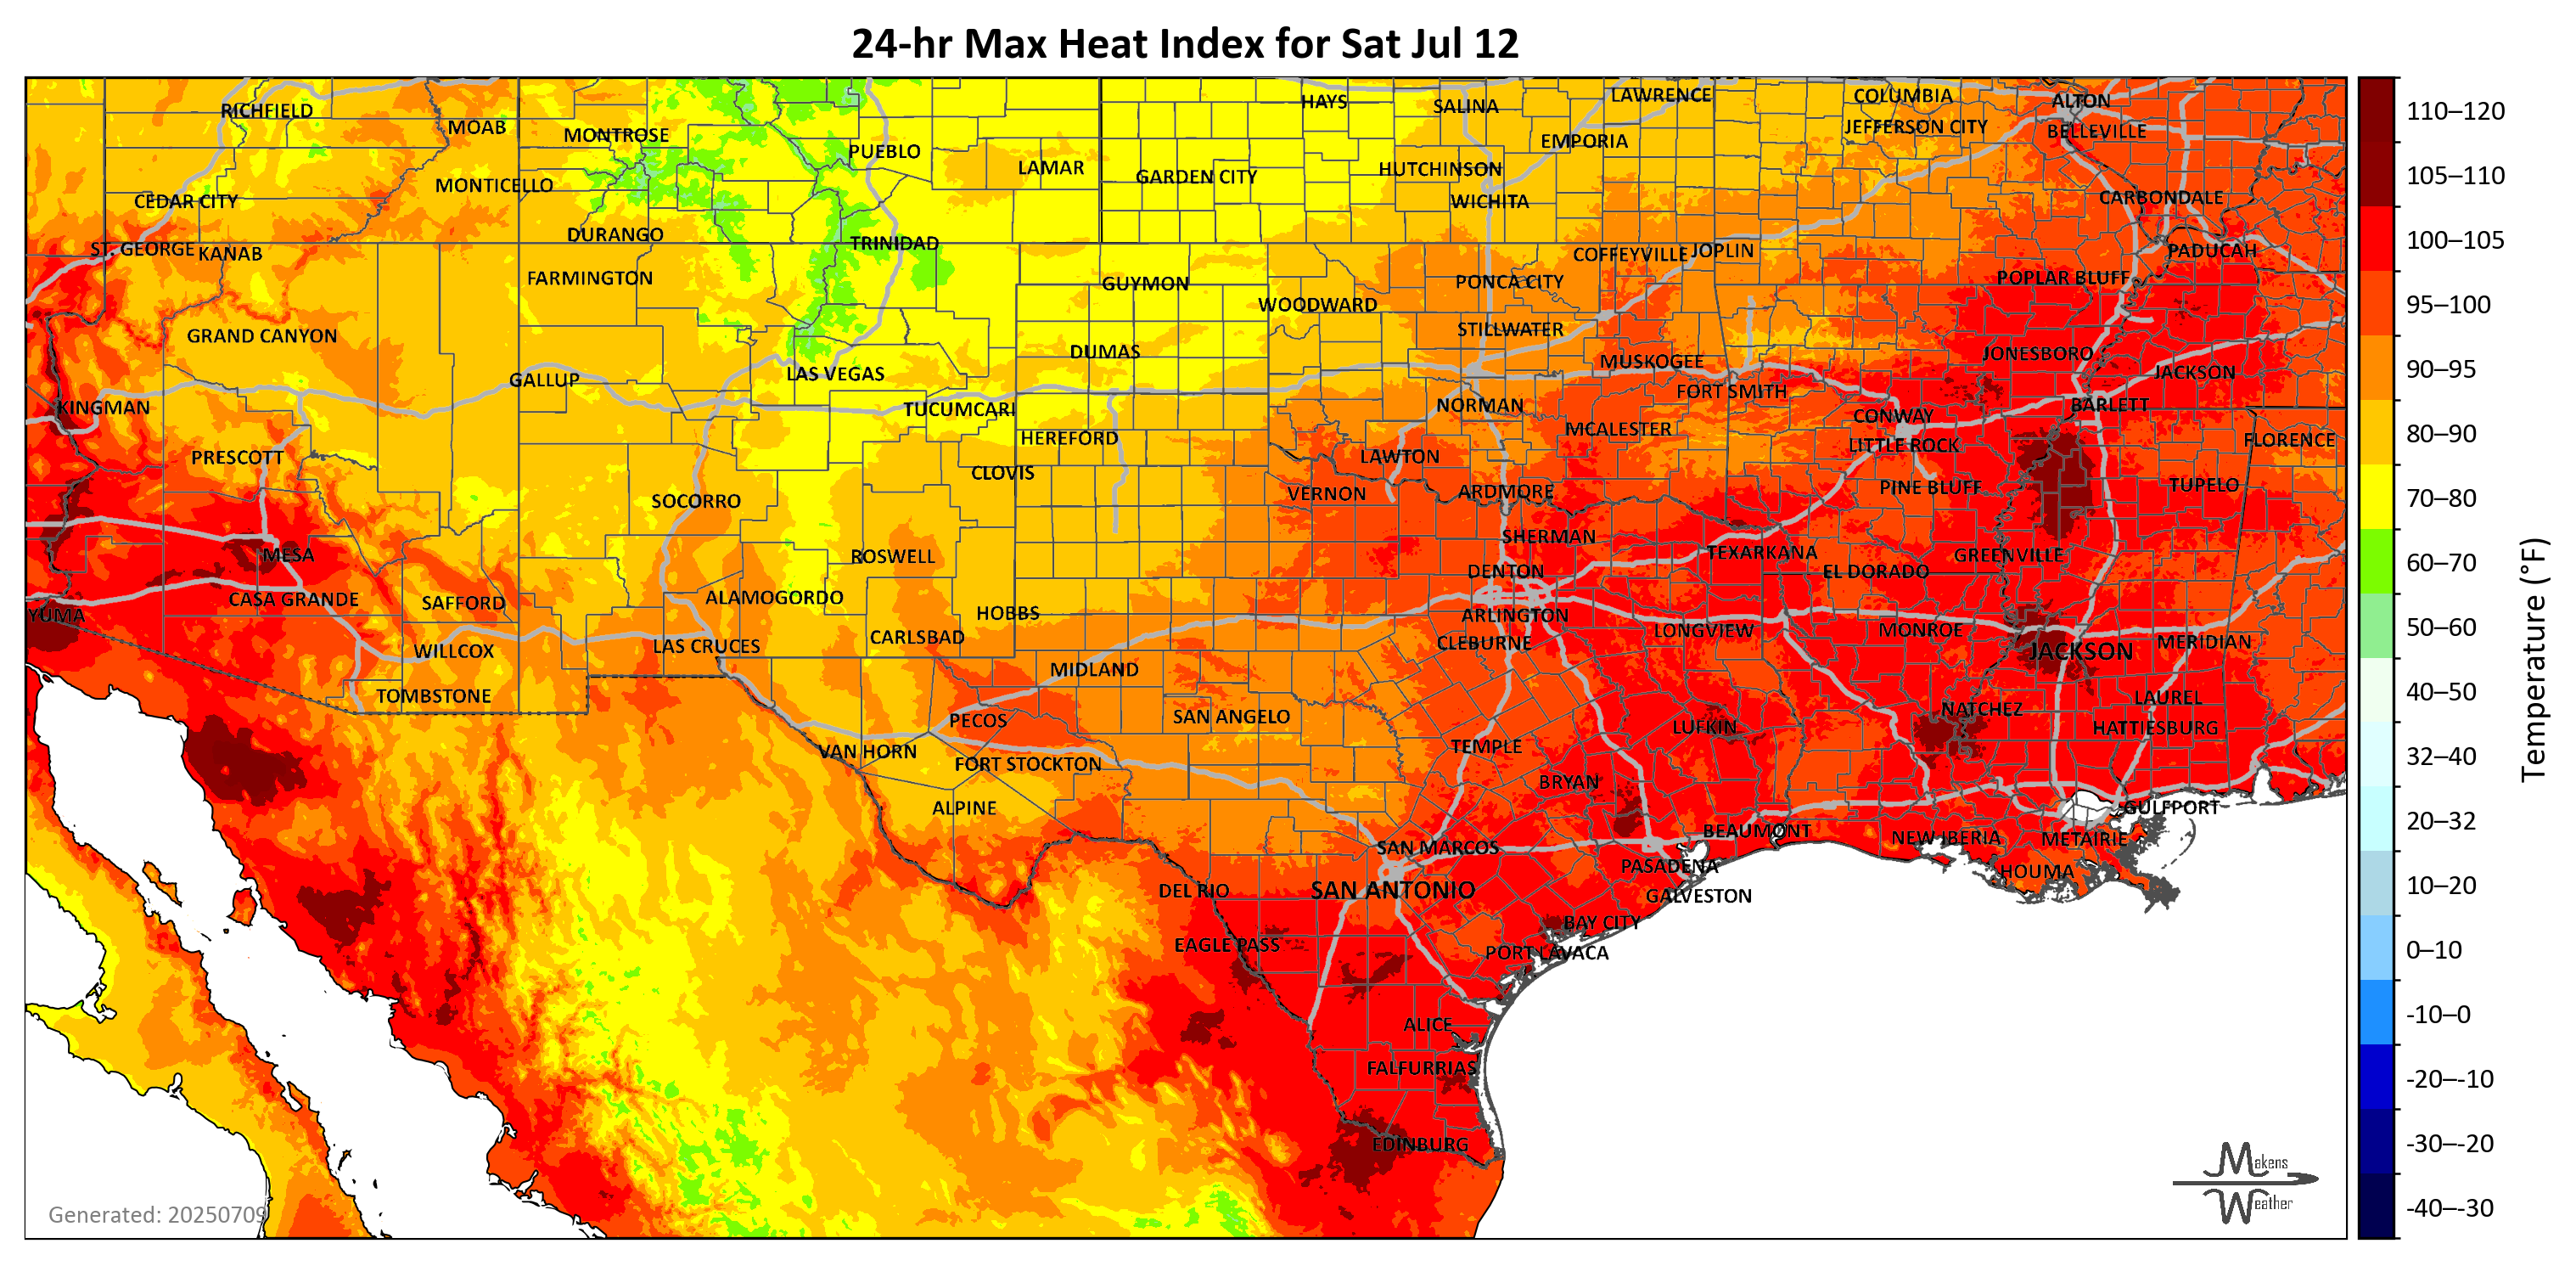 24-hr Max Heat Index for Sat Jul 12
HAYS
SALINA
LAWRENCE
COLUMBIA
ALTON
RICHFIELD
MOAB
MONTROSE
PUEBLO
EMPORIA
JEFFERSON CITY
BELLEVILLE
LAMAR
GARDEN CITY
HUTCHINSON
MONTICELLO
CEDAR CITY
WICHITA
CARBONDALE
DURANGO
TRINIDAD
ST. GEORGE
KANAB
COFFEYVILLE
JOPLIN
PADUCAH
FARMINGTON
GUYMON
PONCA CITY
POPLAR BLUFF
WOODWARD
GRAND CANYON
STILLWATER
DUMAS
MUSKOGEE
JONESBORO
GALLUP
LAS VEGAS
FORT SMITH
JACKSON
KINGMAN
TUCUMCARI
NORMAN
CONWAY
BARLETT
HEREFORD
MCALESTER
LITTLE ROCK
FLORENCE
PRESCOTT
CLOVIS
LAWTON
SOCORRO
VERNON
ARDMORE
PINE BLUFF
TUPELO
MESA
ROSWELL
SHERMAN
TEXARKANA
GREENVILLE
DENTON
EL DORADO
CASA GRANDE
SAFFORD
ALAMOGORDO
HOBBS
YUMA
ARLINGTON
WILLCOX
LAS CRUCES
CARLSBAD
CLEBURNE
LONGVIEW
MONROE
JACKSON
MERIDIAN
TOMBSTONE
MIDLAND
LAUREL
PECOS
SAN ANGELO
NATCHEZ
LUFKIN
HATTIESBURG
VAN HORN
FORT STOCKTON
TEMPLE
BRYAN
ALPINE
GULFPORT
SAN MARCOS
BEAUMONT
NEW IBERIA
METAIRIE
DEL RIO
SAN ANTONIO
PASADENA
HOUMA
GALVESTON
EAGLE PASS
BAY CITY
PORT LAVACA
ALICE
FALFURRIAS
EDINBURG
Generated: 20250709
Makens
Weather
110–120
105–110
100–105
95–100
90–95
80–90
70–80
60–70
50–60
40–50
32–40
20–32
10–20
0–10
-10–0
-20–-10
-30–-20
-40–-30
Temperature (°F)